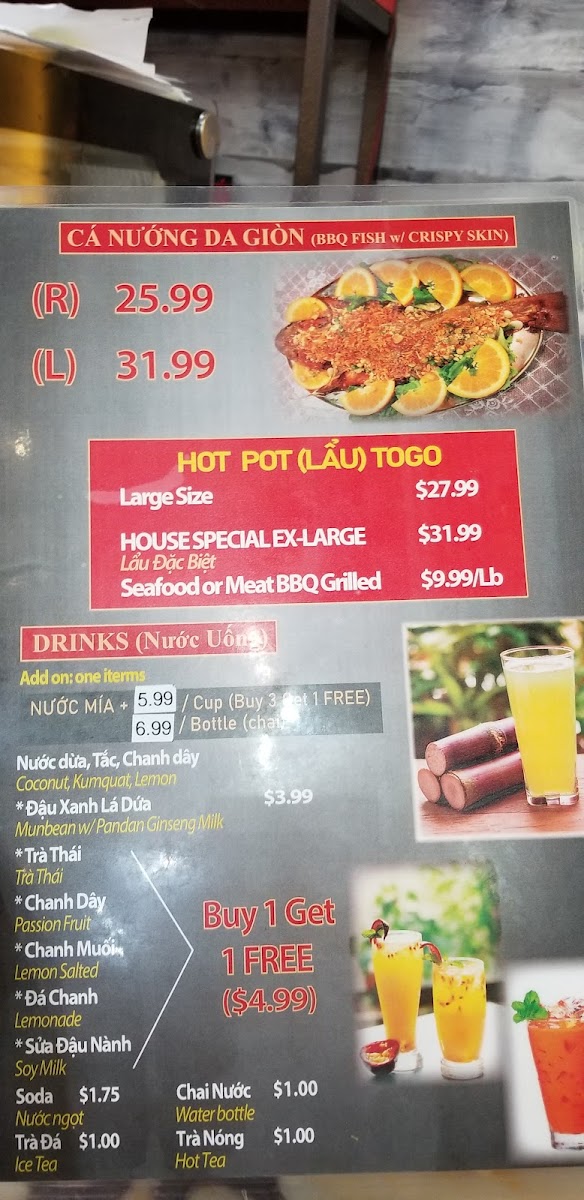 CÁ NƯỚNG DA GIÒN (BBQ FISH w/ CRISPY SKIN)
(R) 25.99
(L) 31.99
HOT POT (LẨU) TOGO
Large Size $27.99
HOUSE SPECIAL EX-LARGE $31.99
Lẩu Đặc Biệt
Seafood or Meat BBQ Grilled $9.99/Lb
DRINKS (Nước Uống)
Add on: one iterms
NƯỚC MÍA + 5.99 / Cup (Buy 3 Get 1 FREE)
6.99 / Bottle (chai)
Nước dừa, Tắc, Chanh dây
Coconut, Kumquat, Lemon
* Đậu Xanh Lá Dứa $3.99
Munbean w/ Pandan Ginseng Milk
* Trà Thái
Trà Thái
* Chanh Dây
Passion Fruit
* Chanh Muối
Lemon Salted
* Đá Chanh
Lemonade
* Sửa Đậu Nành
Soy Milk
Buy 1 Get
1 FREE
($4.99)
Soda $1.75 Chai Nước $1.00
Nước ngọt Water bottle
Trà Đá $1.00 Trà Nóng $1.00
Ice Tea Hot Tea